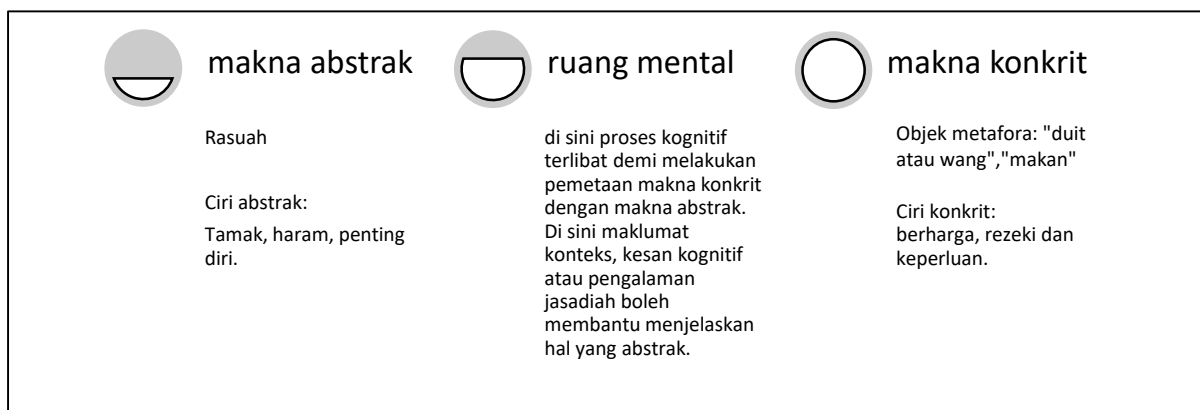 makna abstrak
Rasuah
Ciri abstrak:
Tamak, haram, penting
diri.
ruang mental
di sini proses kognitif
terlibat demi melakukan
pemetaan makna konkrit
dengan makna abstrak.
Di sini maklumat
konteks, kesan kognitif
atau pengalaman
jasadiah boleh
membantu menjelaskan
hal yang abstrak.
makna konkrit
Objek metafora: "duit
atau wang","makan"
Ciri konkrit:
berharga, rezeki dan
keperluan.